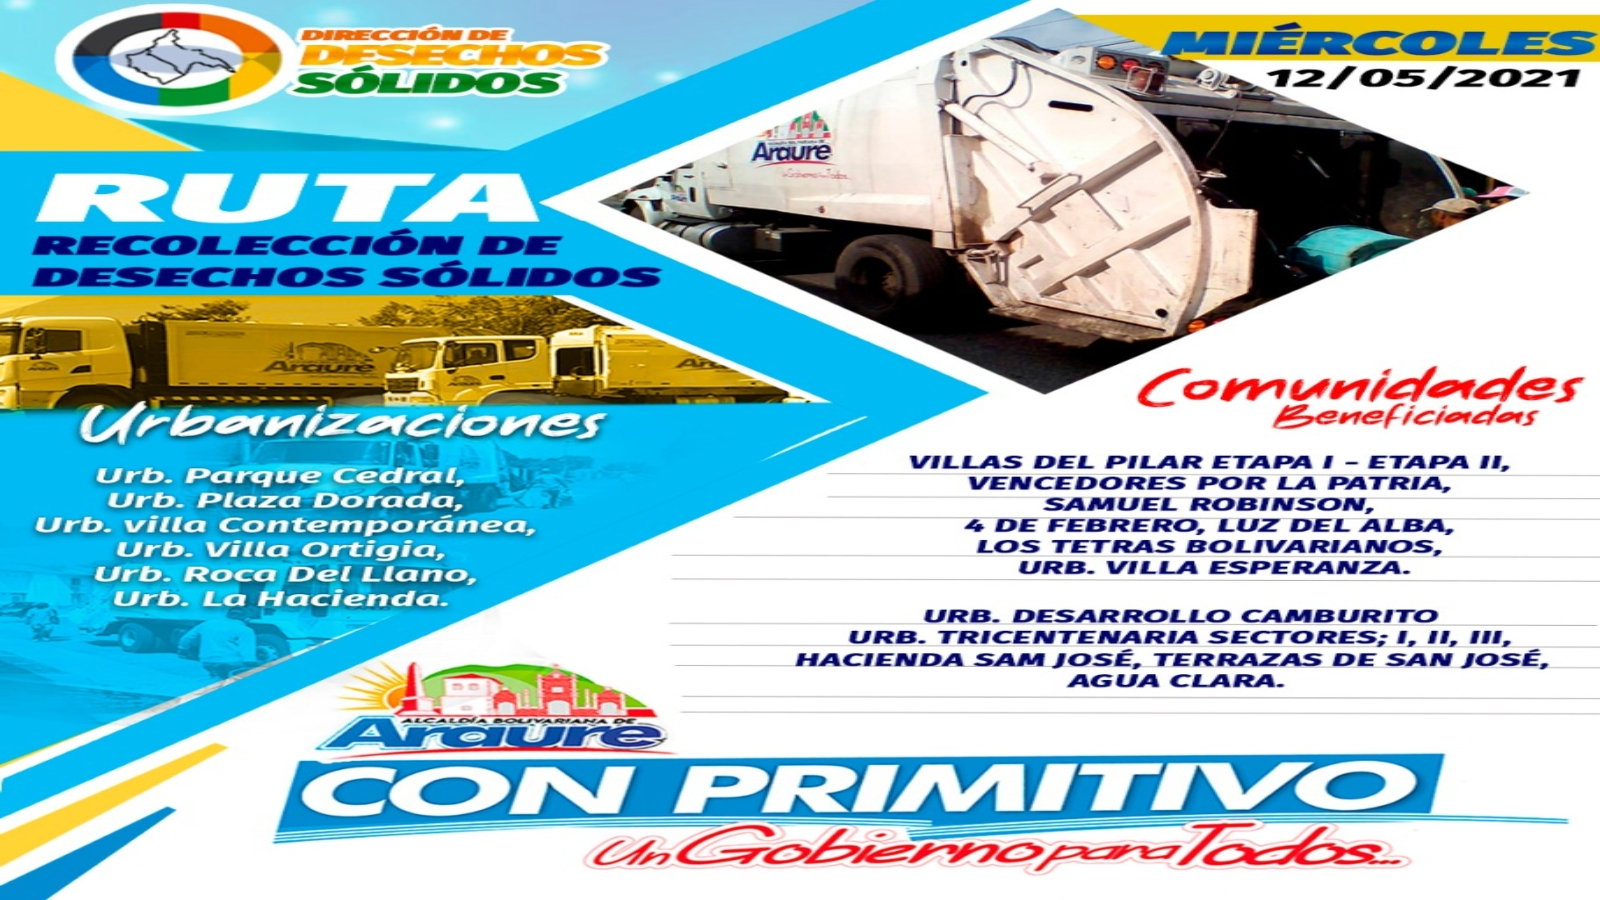 DIRECCIÓN DE
DESECHOS
SÓLIDOS
MIÉRCOLES
12/05/2021
RUTA
RECOLECCIÓN DE
DESECHOS SÓLIDOS
Araure
Araure
Urbanizaciones
Urb. Parque Cedral,
Urb. Plaza Dorada,
Urb. villa Contemporánea,
Urb. Villa Ortigia,
Urb. Roca Del Llano,
Urb. La Hacienda.
Comunidades
Beneficiadas
VILLAS DEL PILAR ETAPA I - ETAPA II,
VENCEDORES POR LA PATRIA,
SAMUEL ROBINSON,
4 DE FEBRERO, LUZ DEL ALBA,
LOS TETRAS BOLIVARIANOS,
URB. VILLA ESPERANZA.
URB. DESARROLLO CAMBURITO
URB. TRICENTENARIA SECTORES; I, II, III,
HACIENDA SAM JOSÉ, TERRAZAS DE SAN JOSÉ,
AGUA CLARA.
ALCALDÍA BOLIVARIANA DE
Araure
CON PRIMITIVO
Un Gobierno para Todos...